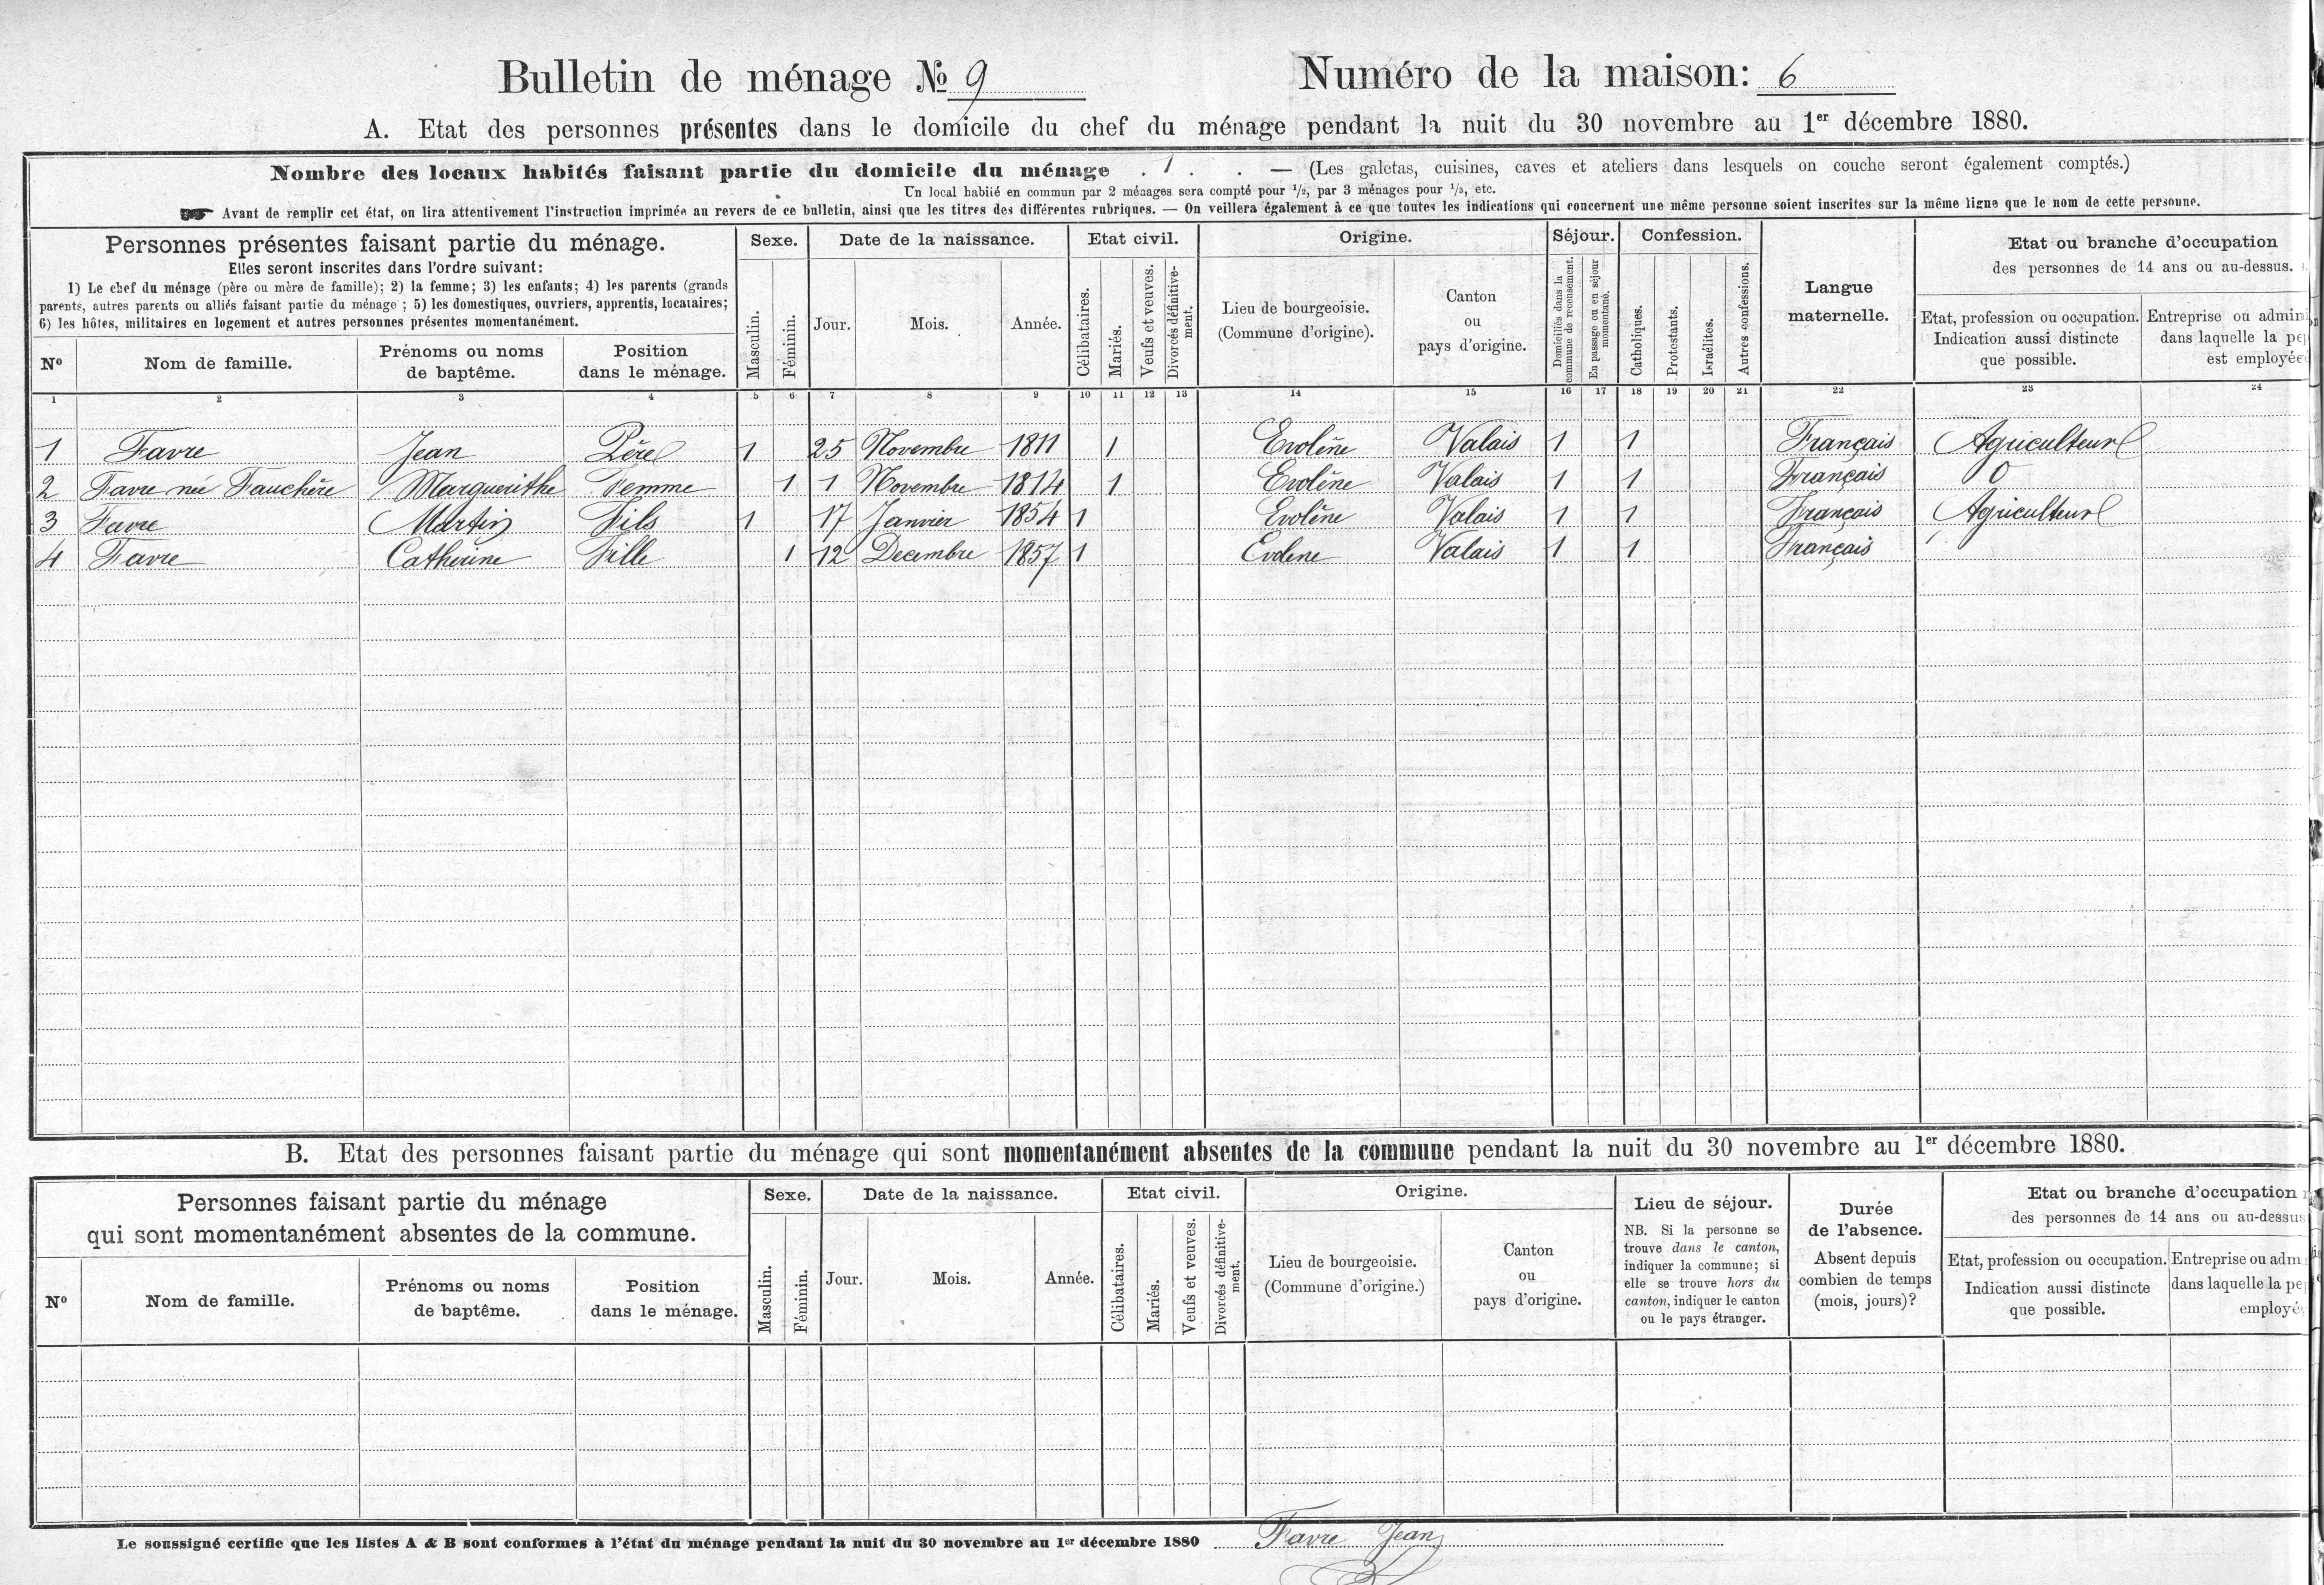 Bulletin de ménage № 9 Numéro de la maison: 6
A. Etat des personnes présentes dans le domicile du chef du ménage pendant la nuit du 30 novembre au 1er décembre 1880.
Nombre des locaux habités faisant partie du domicile du ménage . 1 . . — (Les galetas, cuisines, caves et ateliers dans lesquels on couche seront également comptés.)
Un local habité en commun par 2 ménages sera compté pour 1/2, par 3 ménages pour 1/3, etc.
☛ Avant de remplir cet état, on lira attentivement l'instruction imprimée au revers de ce bulletin, ainsi que les titres des différentes rubriques. — On veillera également à ce que toutes les indications qui concernent une même personne soient inscrites sur la même ligne que le nom de cette personne.
Personnes présentes faisant partie du ménage.
Elles seront inscrites dans l'ordre suivant:
1) Le chef du ménage (père ou mère de famille); 2) la femme; 3) les enfants; 4) les parents (grands
parents, autres parents ou alliés faisant partie du ménage; 5) les domestiques, ouvriers, apprentis, locataires;
6) les hôtes, militaires en logement et autres personnes présentes momentanément.
Nº
Nom de famille.
Prénoms ou noms
de baptême.
Position
dans le ménage.
Sexe.
Masculin.
Féminin.
Date de la naissance.
Jour.
Mois.
Année.
Etat civil.
Célibataires.
Mariés.
Veufs et veuves.
Divorcés définitive-
ment.
Origine.
Lieu de bourgeoisie.
(Commune d'origine).
Canton
ou
pays d'origine.
Séjour.
Domiciliés dans la
commune de recensement.
En passage ou en séjour
momentané.
Confession.
Catholiques.
Protestants.
Israélites.
Autres confessions.
Langue
maternelle.
Etat ou branche d'occupation
des personnes de 14 ans ou au-dessus.
Etat, profession ou occupation.
Indication aussi distincte
que possible.
Entreprise ou admin
dans laquelle la pe
est employée
1 2 3 4 5 6 7 8 9 10 11 12 13 14 15 16 17 18 19 20 21 22 23 24
1 Favre Jean Père 1 25 Novembre 1811 1 Evolêne Valais 1 1 Français Agriculteur
2 Favre née Fauchère Marguerithe Femme 1 1 Novembre 1814 1 Evolêne Valais 1 1 Français 0
3 Favre Martin Fils 1 17 Janvier 1854 1 Evolêne Valais 1 1 Français Agriculteur
4 Favre Catherine Fille 1 12 Decembre 1857 1 Evolene Valais 1 1 Français
B. Etat des personnes faisant partie du ménage qui sont momentanément absentes de la commune pendant la nuit du 30 novembre au 1er décembre 1880.
Personnes faisant partie du ménage
qui sont momentanément absentes de la commune.
Nº
Nom de famille.
Prénoms ou noms
de baptême.
Position
dans le ménage.
Sexe.
Masculin.
Féminin.
Date de la naissance.
Jour.
Mois.
Année.
Etat civil.
Célibataires.
Mariés.
Veufs et veuves.
Divorcés définitive-
ment.
Origine.
Lieu de bourgeoisie.
(Commune d'origine.)
Canton
ou
pays d'origine.
Lieu de séjour.
NB. Si la personne se
trouve dans le canton,
indiquer la commune; si
elle se trouve hors du
canton, indiquer le canton
ou le pays étranger.
Durée
de l'absence.
Absent depuis
combien de temps
(mois, jours)?
Etat ou branche d'occupation
des personnes de 14 ans ou au-dessus
Etat, profession ou occupation.
Indication aussi distincte
que possible.
Entreprise ou adm
dans laquelle la pe
employé
Le soussigné certifie que les listes A & B sont conformes à l'état du ménage pendant la nuit du 30 novembre au 1er décembre 1880 Favre Jean